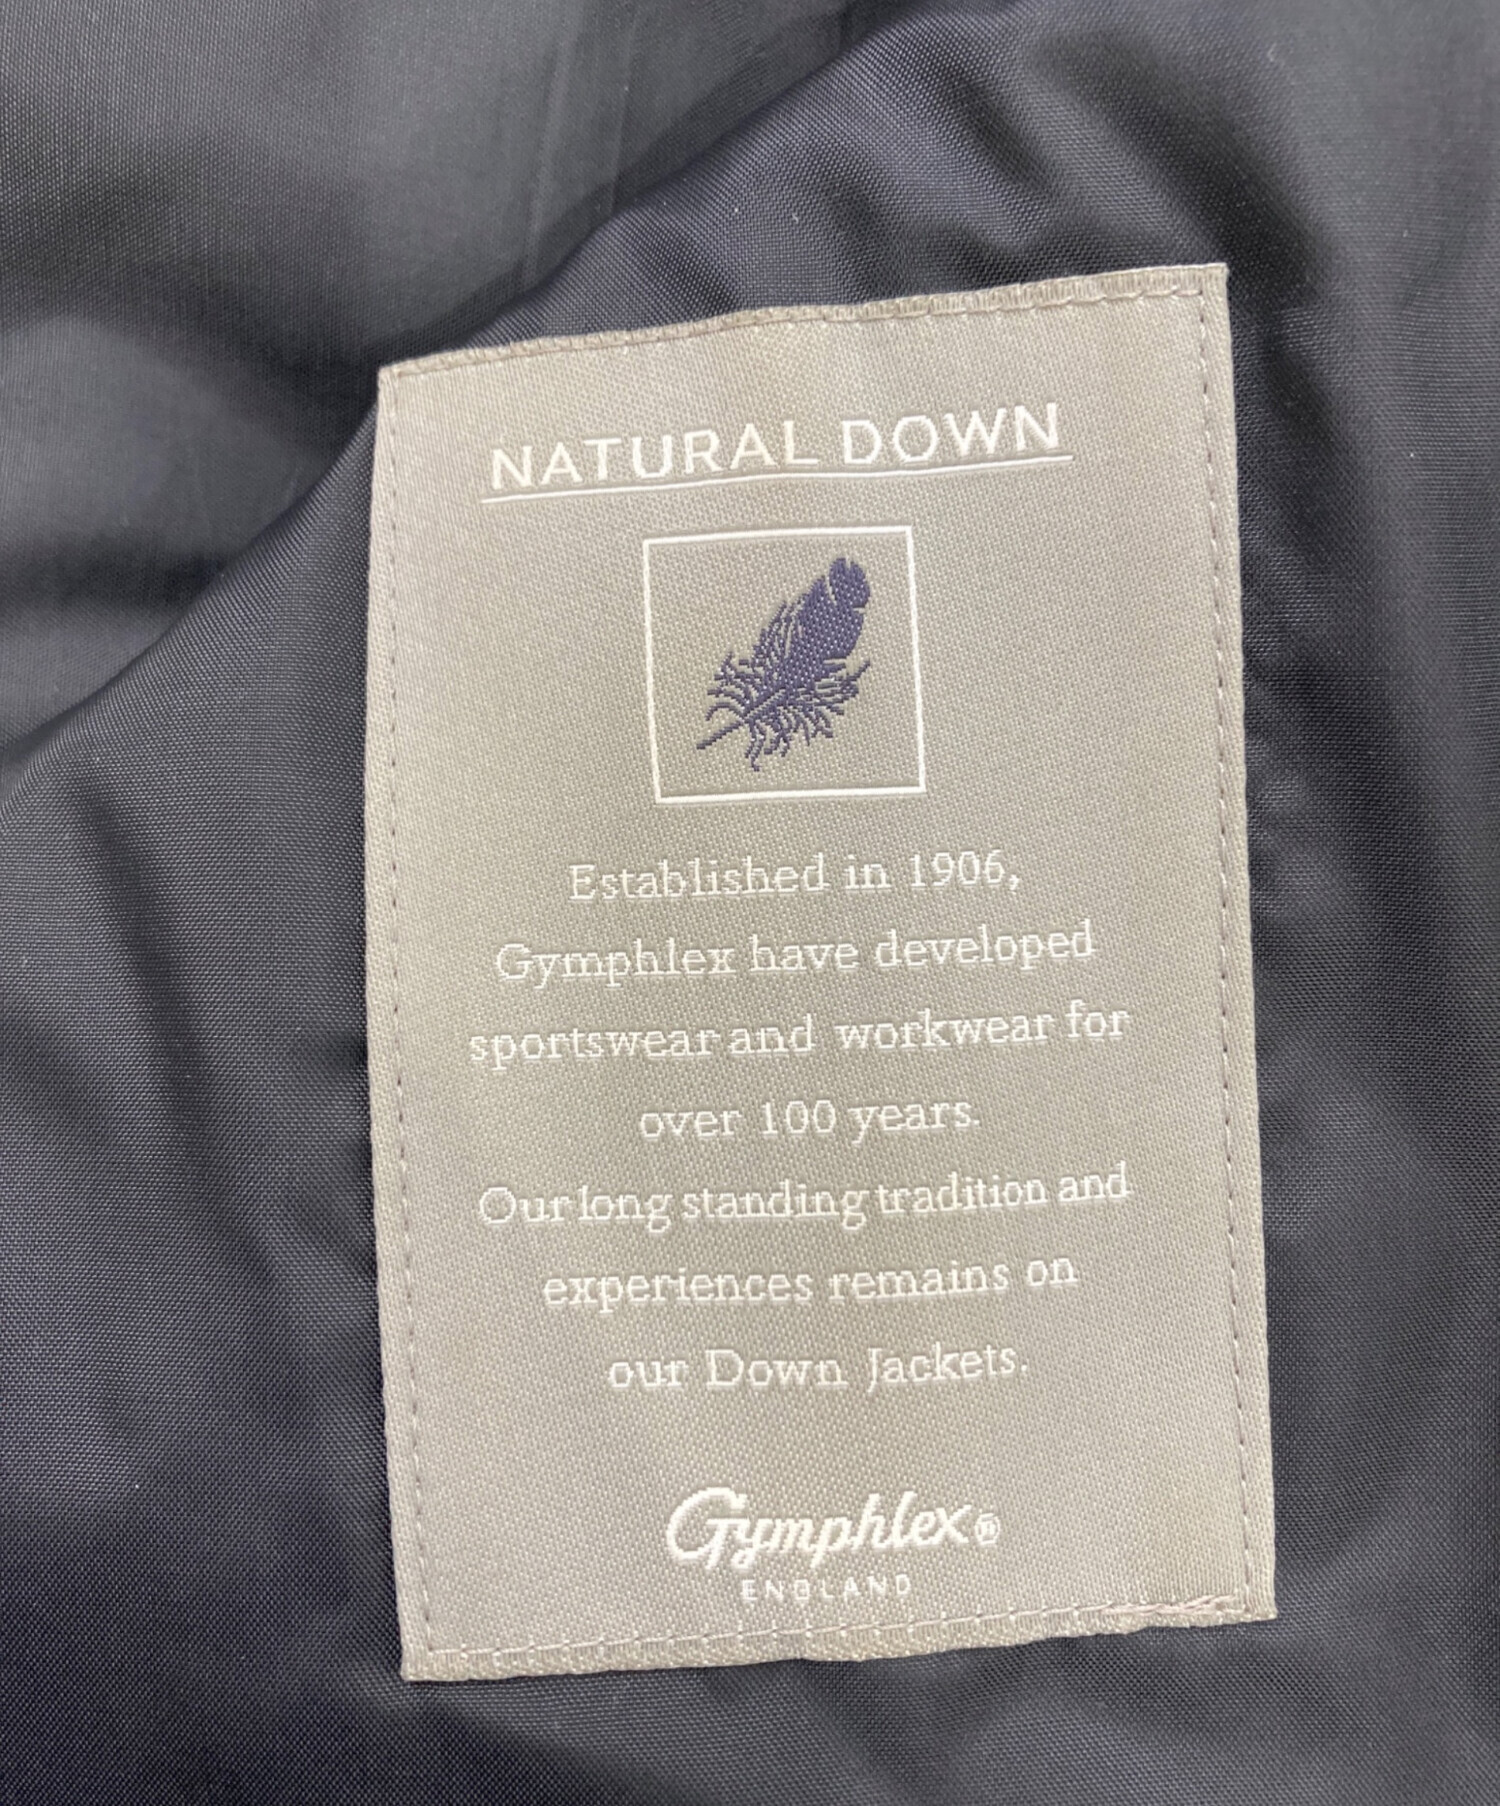 NATURAL DOWN
Established in 1906,
Gymphlex have developed
sportswear and workwear for
over 100 years.
Our long standing tradition and
experiences remains on
our Down Jackets.
Gymphlex®
ENGLAND